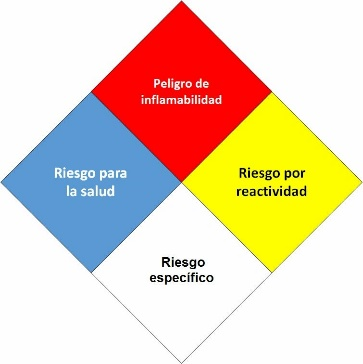 Peligro de
inflamabilidad
Riesgo para
la salud
Riesgo por
reactividad
Riesgo
específico